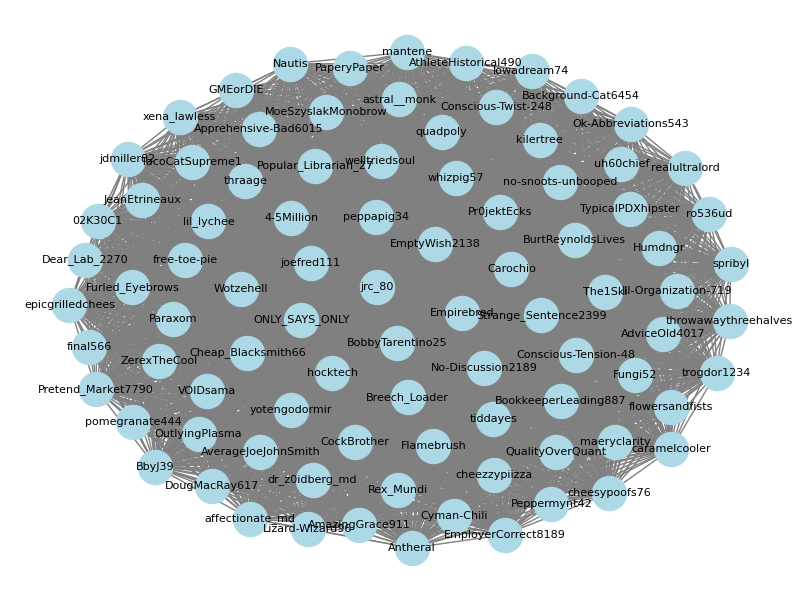 mantene
Nautis
PaperyPaper
AthleteHistorical490
lowadream74
GMEorDIE
Background-Cat6454
astral__monk
Conscious-Twist-248
MoeSzyslakMonobrow
xena_lawless
Ok-Abbreviations543
Apprehensive-Bad6015
quadpoly
kilertree
jdmiller82
TacoCatSupreme1
Popular_Librarian_27
welltriedsoul
uh60chief
realultralord
thraage
whizpig57
no-snoots-unbooped
JeanEtrineaux
TypicalPDXhipster
02K30C1
lil_lychee
4-5Million
peppapig34
Pr0jektEcks
ro536ud
EmptyWish2138
BurtReynoldsLives
Humdngr
Dear_Lab_2270
free-toe-pie
joefred111
Carochio
spribyl
Furled_Eyebrows
Wotzehell
jrc_80
The1Ski
epicgrilledchees
Paraxom
ONLY_SAYS_ONLY
Empirebred
Strange_Sentence2399
throwawaythreehalves
AdviceOld4017
final566
ZerexTheCool
Cheap_Blacksmith66
BobbyTarentino25
Conscious-Tension-48
hocktech
No-Discussion2189
Fungi52
trogdor1234
Pretend_Market7790
VOIDsama
yotengodormir
Breech_Loader
BookkeeperLeading887
flowersandfists
pomegranate444
OutlyingPlasma
tiddayes
CockBrother
Flamebrush
maeryclarity
caramelcooler
AverageJoeJohnSmith
QualityOverQuant
BbyJ39
cheezzypiizza
DougMacRay617
dr_z0idberg_md
Rex_Mundi
cheesypoofs76
Peppermynt42
affectionate_md
Lizard-Wizard96
AmazingGrace911
Cyman-Chili
EmployerCorrect8189
Antheral